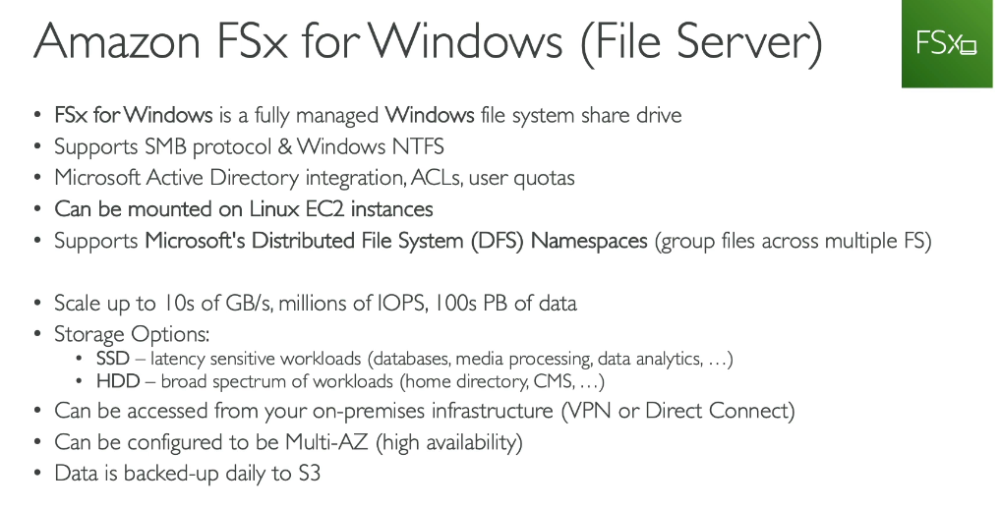 Amazon FSx for Windows (File Server)
FSx
• FSx for Windows is a fully managed Windows file system share drive
• Supports SMB protocol & Windows NTFS
• Microsoft Active Directory integration, ACLs, user quotas
• Can be mounted on Linux EC2 instances
• Supports Microsoft's Distributed File System (DFS) Namespaces (group files across multiple FS)
• Scale up to 10s of GB/s, millions of IOPS, 100s PB of data
• Storage Options:
• SSD – latency sensitive workloads (databases, media processing, data analytics, …)
• HDD – broad spectrum of workloads (home directory, CMS, …)
• Can be accessed from your on-premises infrastructure (VPN or Direct Connect)
• Can be configured to be Multi-AZ (high availability)
• Data is backed-up daily to S3